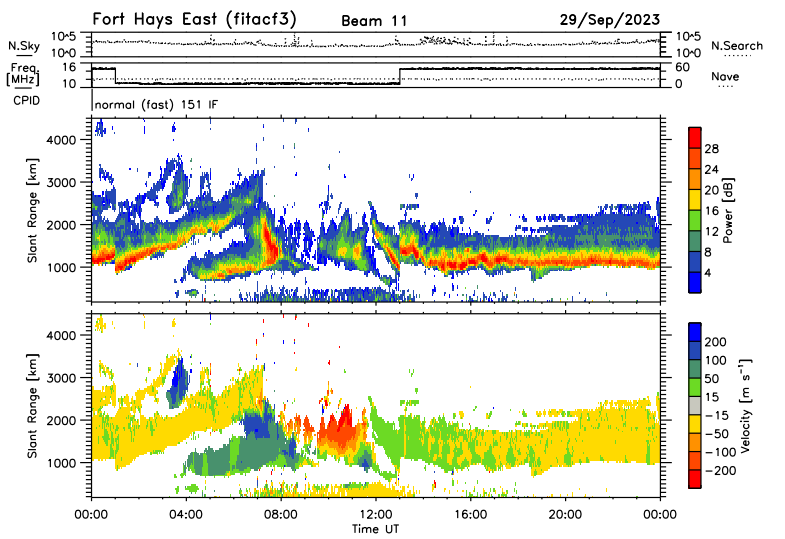 Fort Hays East (fitacf3) Beam 11 29/Sep/2023
N.Sky 10^5 10^0 10^5 10^0 N.Search
Freq. [MHz] 16 10 60 0 Nave
CPID normal (fast) 151 IF
Slant Range [km] 4000 3000 2000 1000
28 24 20 16 12 8 4 Power [dB]
Slant Range [km] 4000 3000 2000 1000
200 100 50 15 −15 −50 −100 −200 Velocity [m s⁻¹]
00:00 04:00 08:00 12:00 16:00 20:00 00:00
Time UT